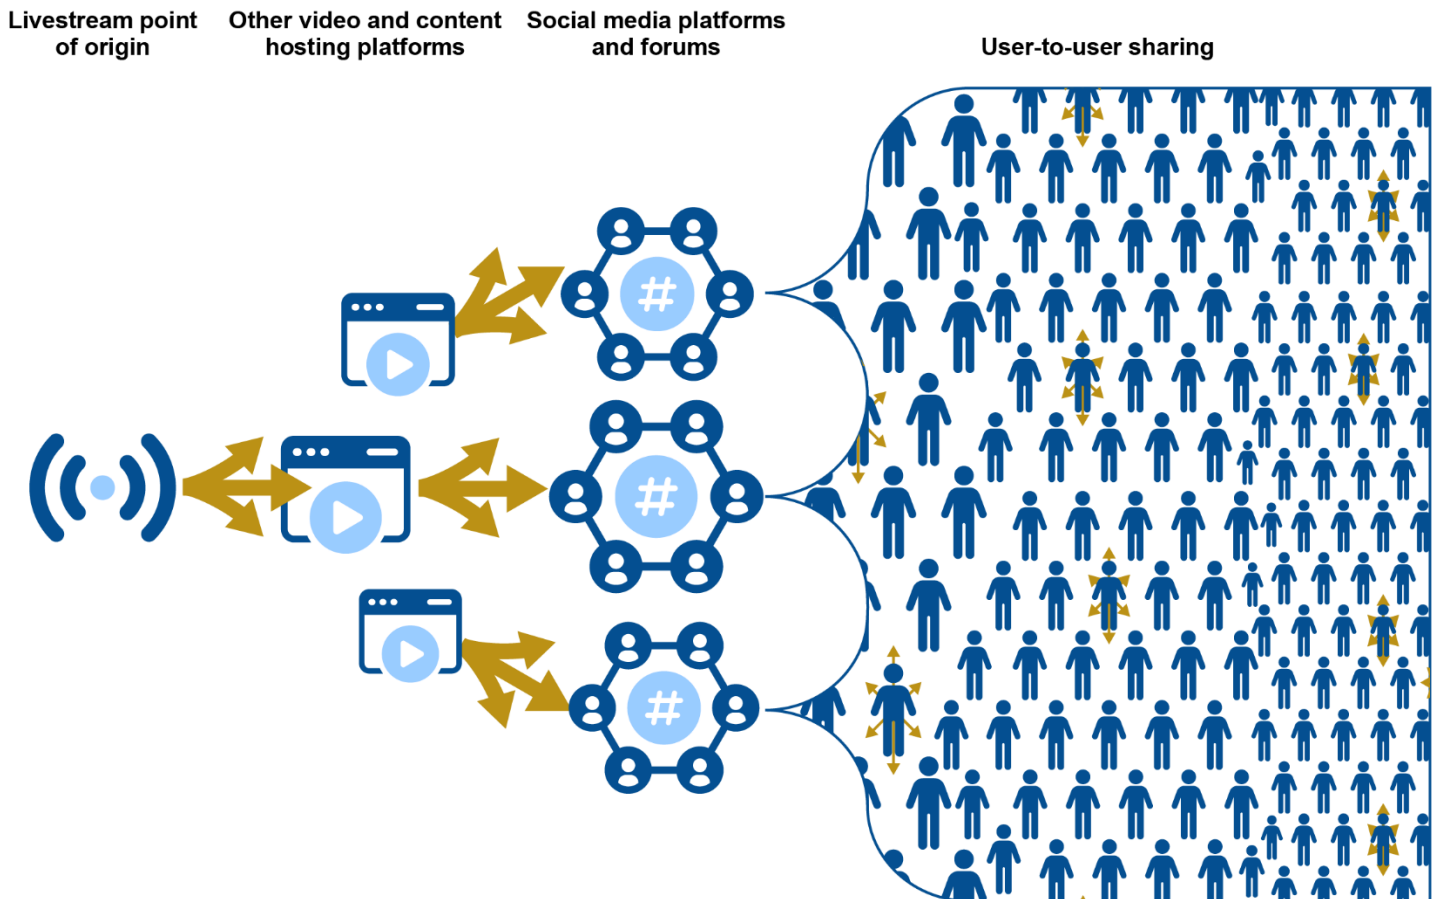 Livestream point
of origin
Other video and content
hosting platforms
Social media platforms
and forums
User-to-user sharing
#
#
#